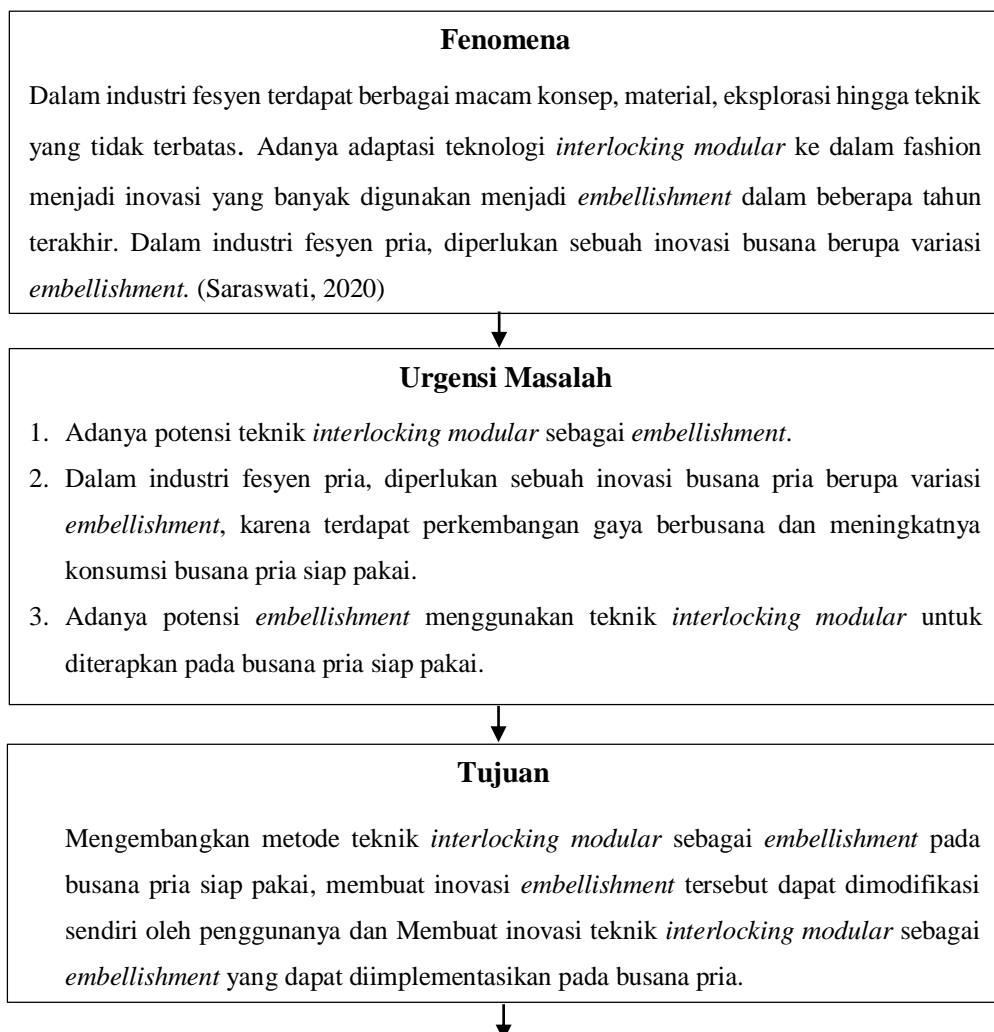 Fenomena
Dalam industri fesyen terdapat berbagai macam konsep, material, eksplorasi hingga teknik
yang tidak terbatas. Adanya adaptasi teknologi interlocking modular ke dalam fashion
menjadi inovasi yang banyak digunakan menjadi embellishment dalam beberapa tahun
terakhir. Dalam industri fesyen pria, diperlukan sebuah inovasi busana berupa variasi
embellishment. (Saraswati, 2020)
Urgensi Masalah
1. Adanya potensi teknik interlocking modular sebagai embellishment.
2. Dalam industri fesyen pria, diperlukan sebuah inovasi busana pria berupa variasi
embellishment, karena terdapat perkembangan gaya berbusana dan meningkatnya
konsumsi busana pria siap pakai.
3. Adanya potensi embellishment menggunakan teknik interlocking modular untuk
diterapkan pada busana pria siap pakai.
Tujuan
Mengembangkan metode teknik interlocking modular sebagai embellishment pada
busana pria siap pakai, membuat inovasi embellishment tersebut dapat dimodifikasi
sendiri oleh penggunanya dan Membuat inovasi teknik interlocking modular sebagai
embellishment yang dapat diimplementasikan pada busana pria.